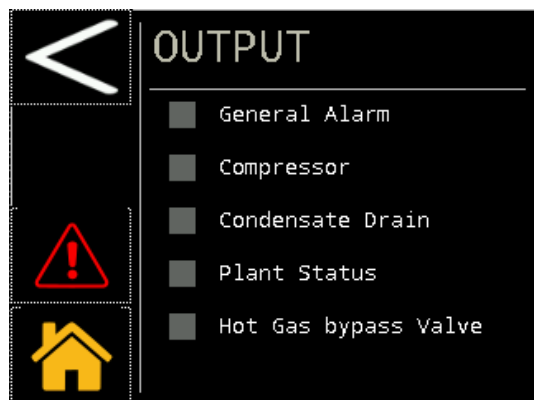 OUTPUT
General Alarm
Compressor
Condensate Drain
Plant Status
Hot Gas bypass Valve